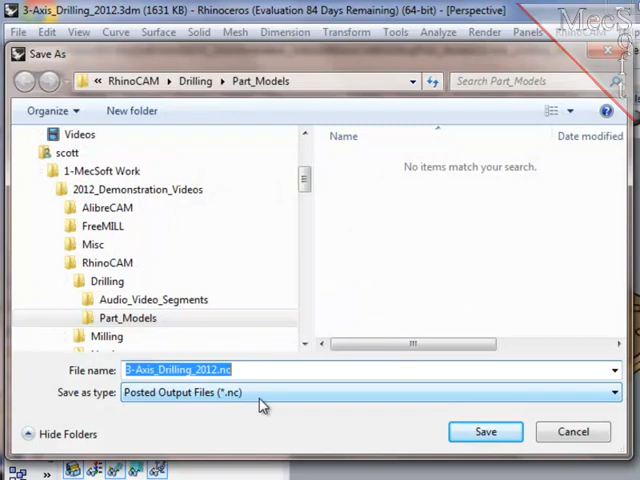 3-Axis_Drilling_2012.3dm (1631 KB) - Rhinoceros (Evaluation 84 Days Remaining) (64-bit) - [Perspective]
File Edit View Curve Surface Solid Mesh Dimension Transform Tools Analyze Render Panels RhinoCAM
MecSoft
Save As
« RhinoCAM Drilling Part_Models
Search Part_Models
Organize New folder
Videos
scott
1-MecSoft Work
2012_Demonstration_Videos
AlibreCAM
FreeMILL
Misc
RhinoCAM
Drilling
Audio_Video_Segments
Part_Models
Milling
Name Date modified
No items match your search.
File name: 3-Axis_Drilling_2012.nc
Save as type: Posted Output Files (*.nc)
Hide Folders Save Cancel